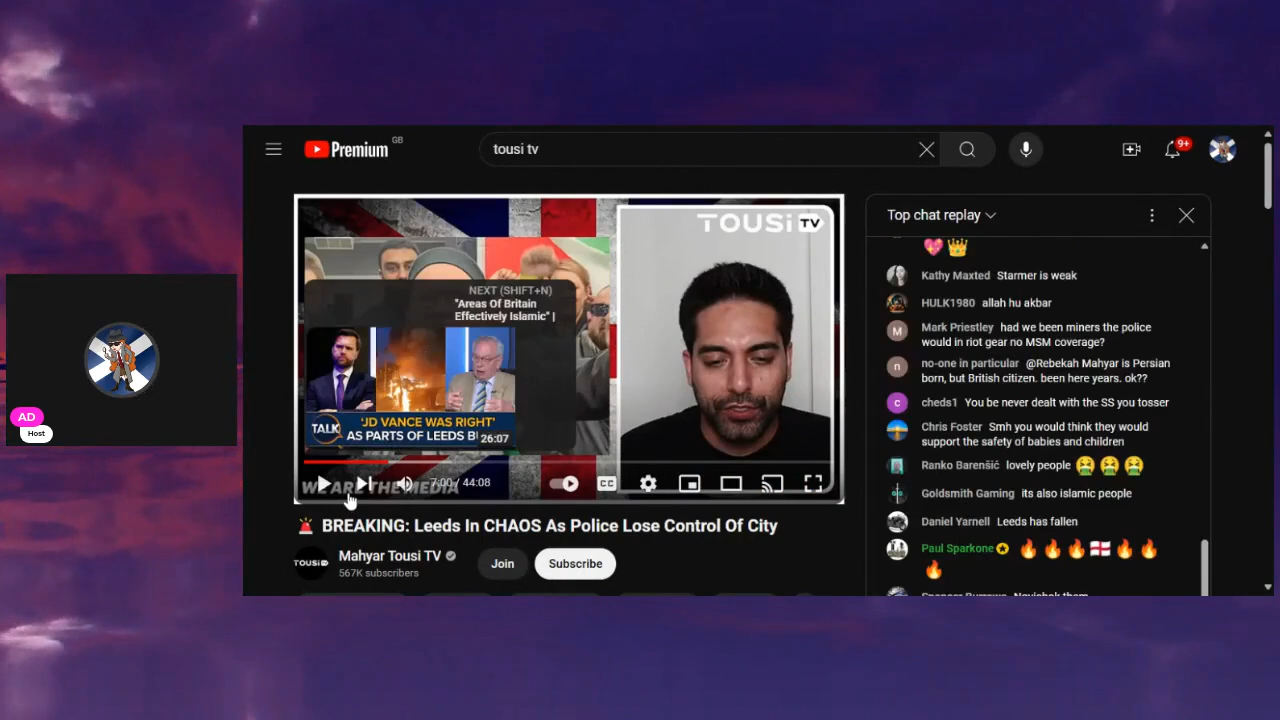 Premium GB
tousi tv
9+
TOUSi TV
NEXT (SHIFT+N)
"Areas Of Britain
Effectively Islamic" |
TALK
'JD VANCE WAS RIGHT'
AS PARTS OF LEEDS B
26:07
WE ARE THE MEDIA
7:00 / 44:08
CC
BREAKING: Leeds In CHAOS As Police Lose Control Of City
TOUSi
Mahyar Tousi TV
567K subscribers
Join
Subscribe
Top chat replay
Kathy Maxted Starmer is weak
HULK1980 allah hu akbar
M
Mark Priestley had we been miners the police
would in riot gear no MSM coverage?
n
no-one in particular @Rebekah Mahyar is Persian
born, but British citizen. been here years. ok??
c
cheds1 You be never dealt with the SS you tosser
Chris Foster Smh you would think they would
support the safety of babies and children
Ranko Barenšić lovely people 🤮🤮🤮
Goldsmith Gaming its also islamic people
Daniel Yarnell Leeds has fallen
Paul Sparkone
AD
Host